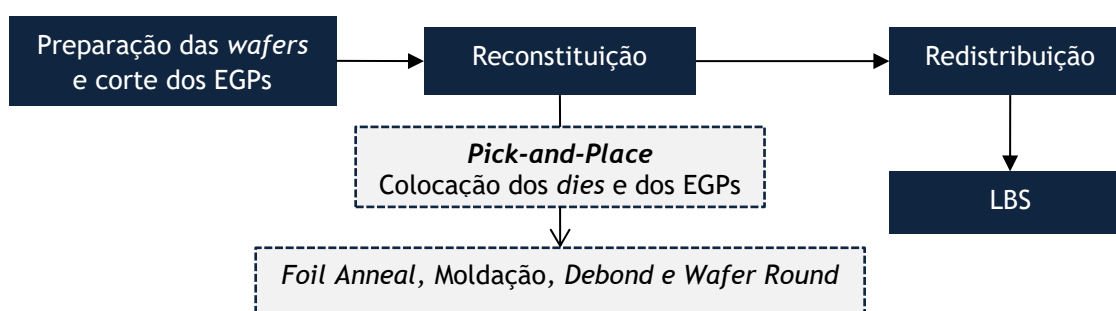 Preparação das wafers
e corte dos EGPs
Reconstituição
Redistribuição
Pick-and-Place
Colocação dos dies e dos EGPs
LBS
Foil Anneal, Moldação, Debond e Wafer Round